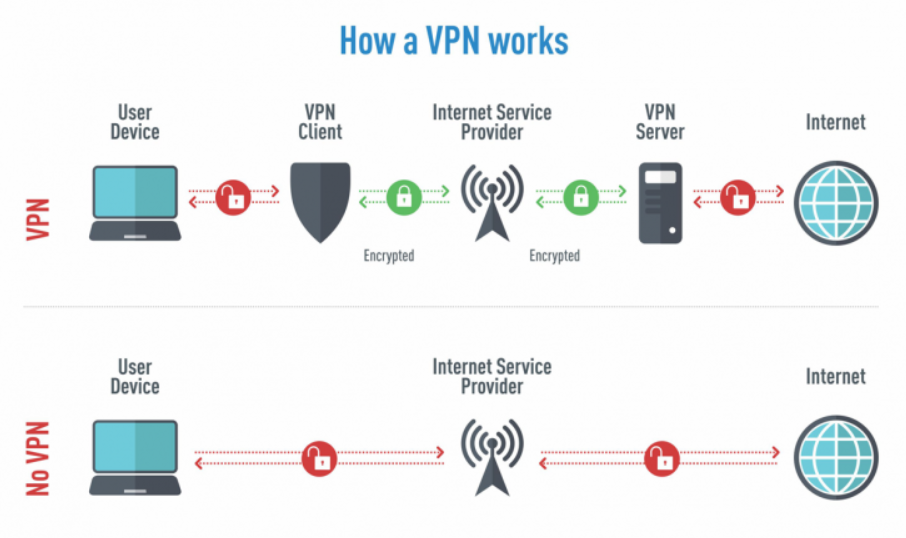 How a VPN works
User
Device
VPN
Client
Internet Service
Provider
VPN
Server
Internet
VPN
Encrypted
Encrypted
User
Device
Internet Service
Provider
Internet
No VPN